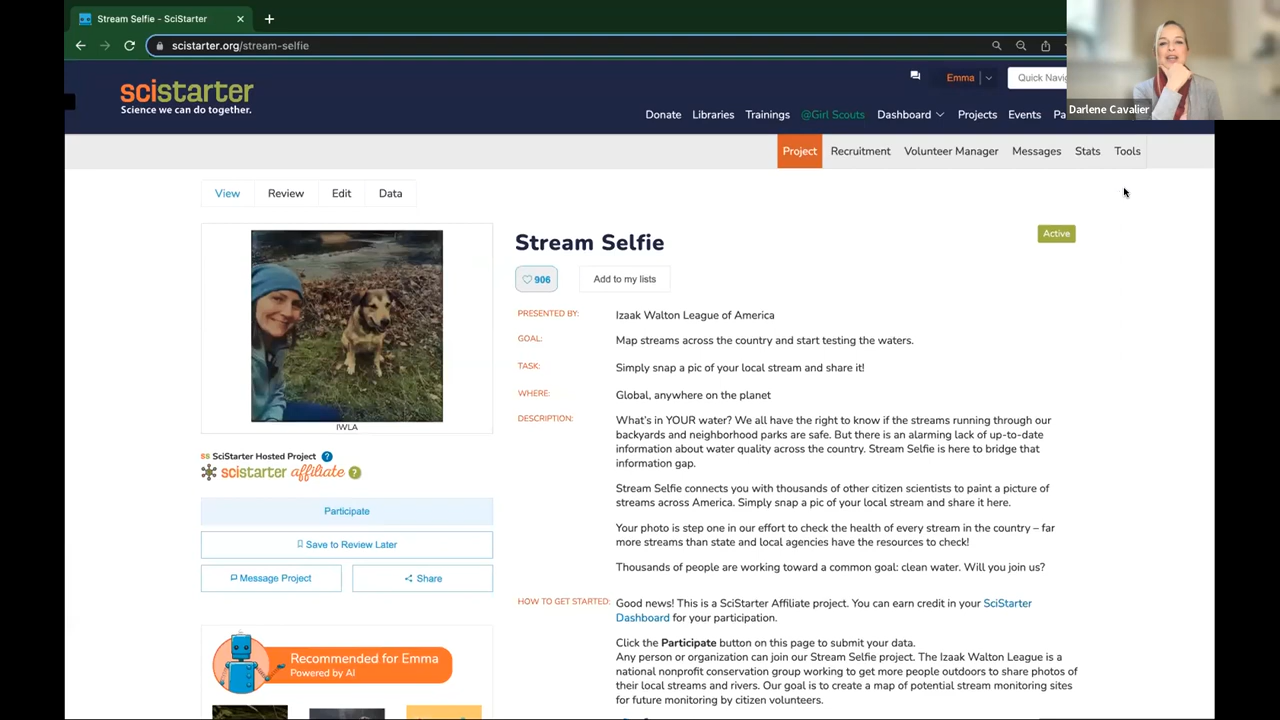 Stream Selfie - SciStarter
scistarter.org/stream-selfie
Darlene Cavalier
scistarter
Science we can do together.
Emma
Quick Navi
Donate Libraries Trainings @Girl Scouts Dashboard Projects Events Pa
Project Recruitment Volunteer Manager Messages Stats Tools
View Review Edit Data
Stream Selfie
Active
906
Add to my lists
PRESENTED BY: Izaak Walton League of America
GOAL: Map streams across the country and start testing the waters.
TASK: Simply snap a pic of your local stream and share it!
WHERE: Global, anywhere on the planet
DESCRIPTION: What's in YOUR water? We all have the right to know if the streams running through our
backyards and neighborhood parks are safe. But there is an alarming lack of up-to-date
information about water quality across the country. Stream Selfie is here to bridge that
information gap.
Stream Selfie connects you with thousands of other citizen scientists to paint a picture of
streams across America. Simply snap a pic of your local stream and share it here.
Your photo is step one in our effort to check the health of every stream in the country – far
more streams than state and local agencies have the resources to check!
Thousands of people are working toward a common goal: clean water. Will you join us?
HOW TO GET STARTED: Good news! This is a SciStarter Affiliate project. You can earn credit in your SciStarter
Dashboard for your participation.
Click the Participate button on this page to submit your data.
Any person or organization can join our Stream Selfie project. The Izaak Walton League is a
national nonprofit conservation group working to get more people outdoors to share photos of
their local streams and rivers. Our goal is to create a map of potential stream monitoring sites
for future monitoring by citizen volunteers.
IWLA
SS SciStarter Hosted Project ?
scistarter affiliate ?
Participate
Save to Review Later
Message Project
Share
Recommended for Emma
Powered by AI